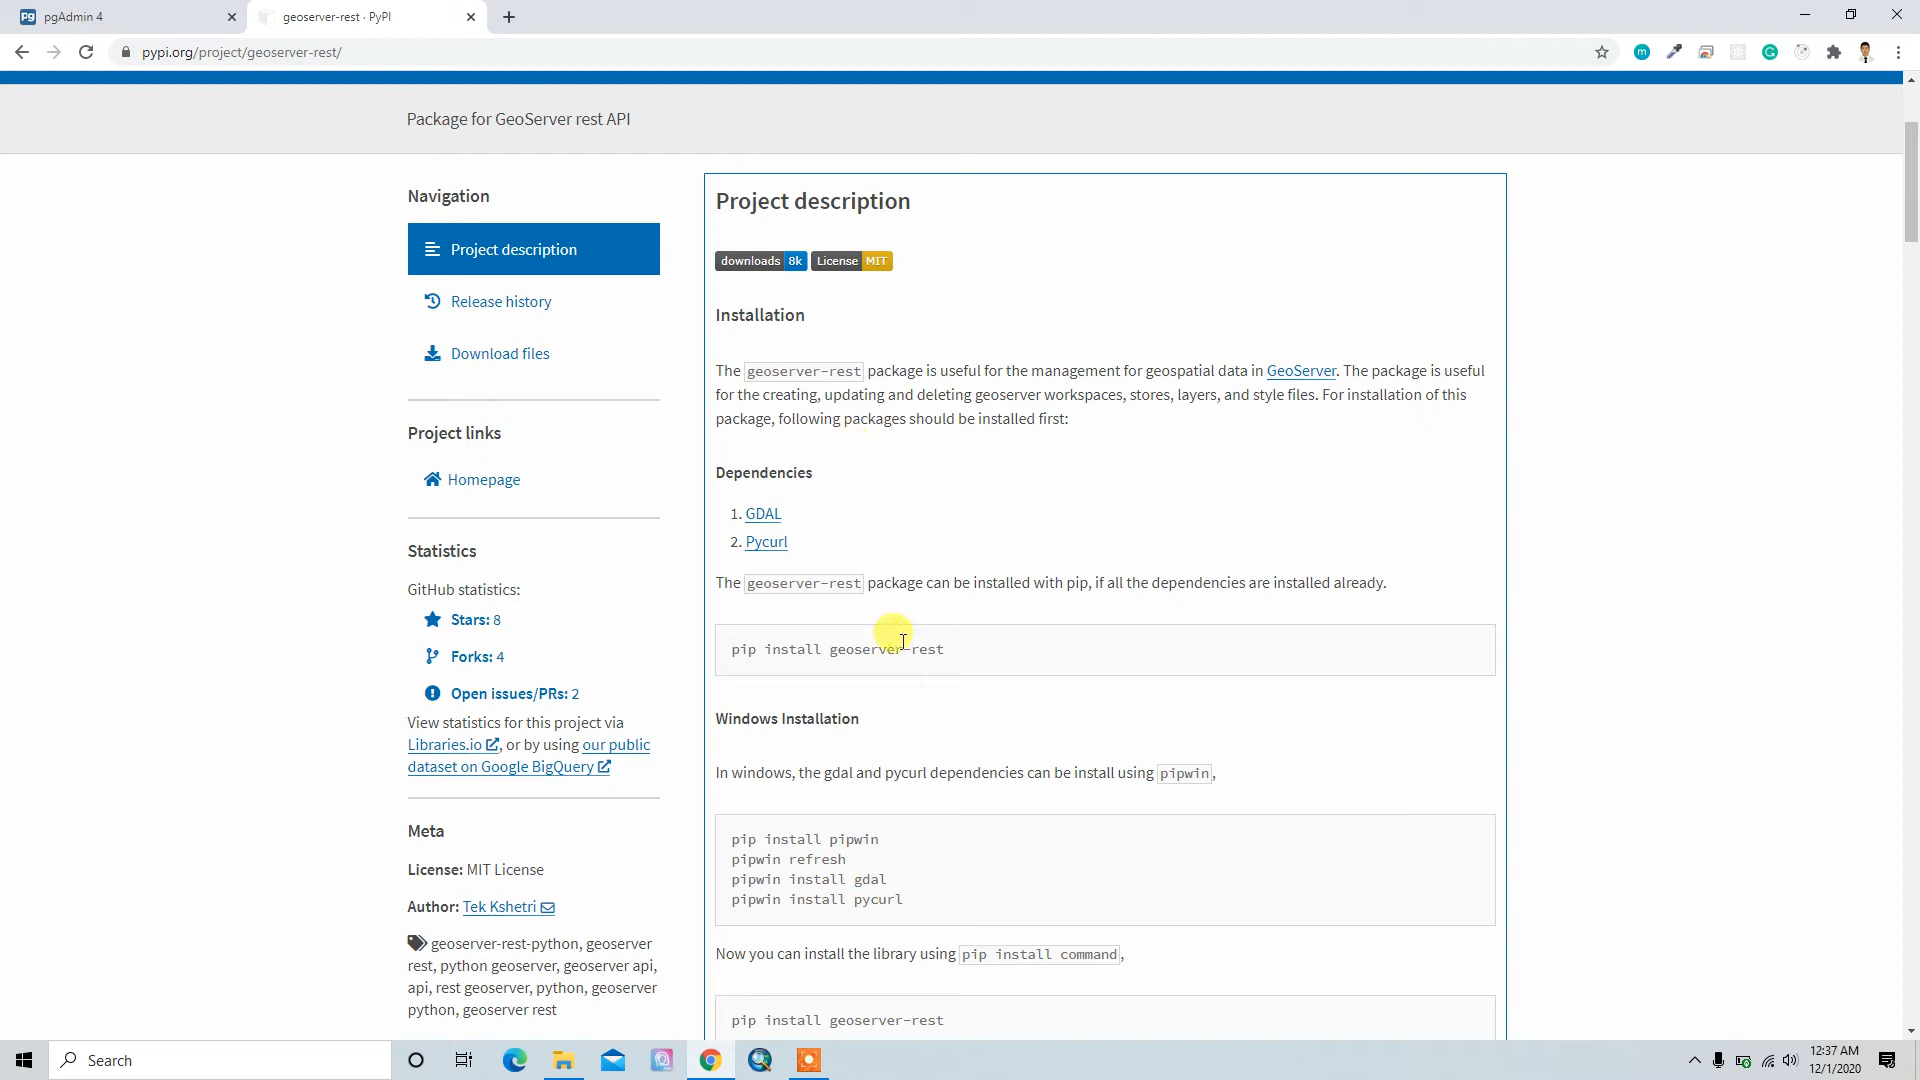 pgAdmin 4
geoserver-rest · PyPI
pypi.org/project/geoserver-rest/
Package for GeoServer rest API
Navigation
Project description
Release history
Download files
Project links
Homepage
Statistics
GitHub statistics:
Stars: 8
Forks: 4
Open issues/PRs: 2
View statistics for this project via
Libraries.io, or by using our public
dataset on Google BigQuery
Meta
License: MIT License
Author: Tek Kshetri
geoserver-rest-python, geoserver
rest, python geoserver, geoserver api,
api, rest geoserver, python, geoserver
python, geoserver rest
Project description
downloads 8k License MIT
Installation
The geoserver-rest package is useful for the management for geospatial data in GeoServer. The package is useful
for the creating, updating and deleting geoserver workspaces, stores, layers, and style files. For installation of this
package, following packages should be installed first:
Dependencies
1. GDAL
2. Pycurl
The geoserver-rest package can be installed with pip, if all the dependencies are installed already.
pip install geoserver-rest
Windows Installation
In windows, the gdal and pycurl dependencies can be install using pipwin,
pip install pipwin
pipwin refresh
pipwin install gdal
pipwin install pycurl
Now you can install the library using pip install command,
pip install geoserver-rest
Search
12:37 AM
12/1/2020